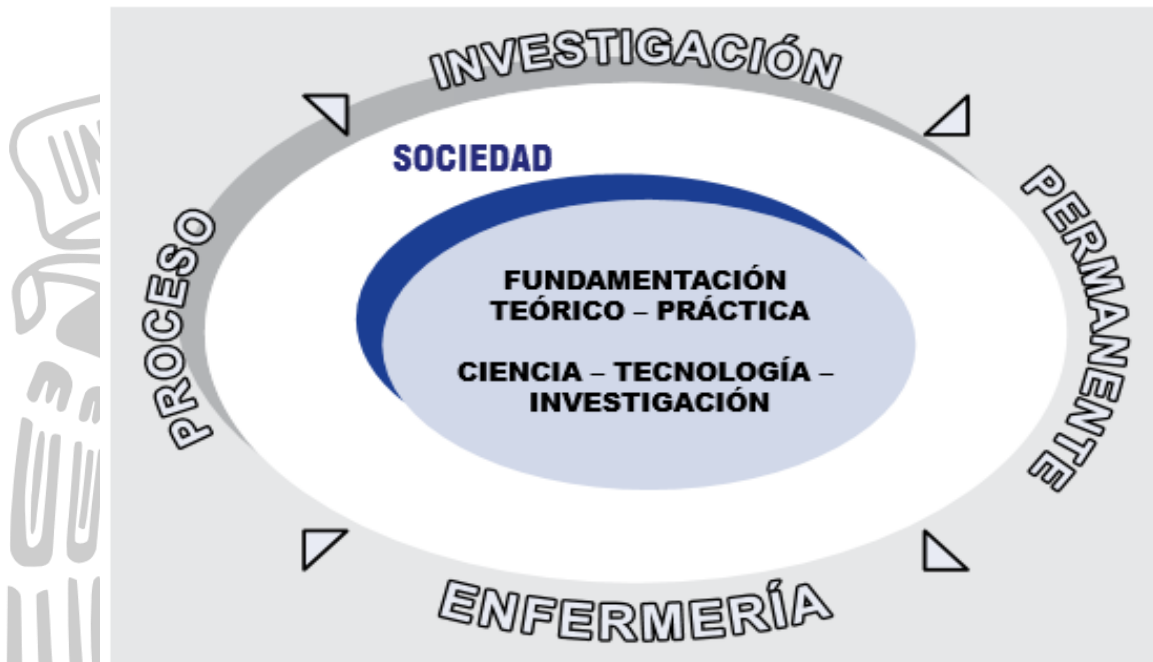 INVESTIGACIÓN
SOCIEDAD
PROCESO
PERMANENTE
FUNDAMENTACIÓN
TEÓRICO – PRÁCTICA
CIENCIA – TECNOLOGÍA –
INVESTIGACIÓN
ENFERMERÍA